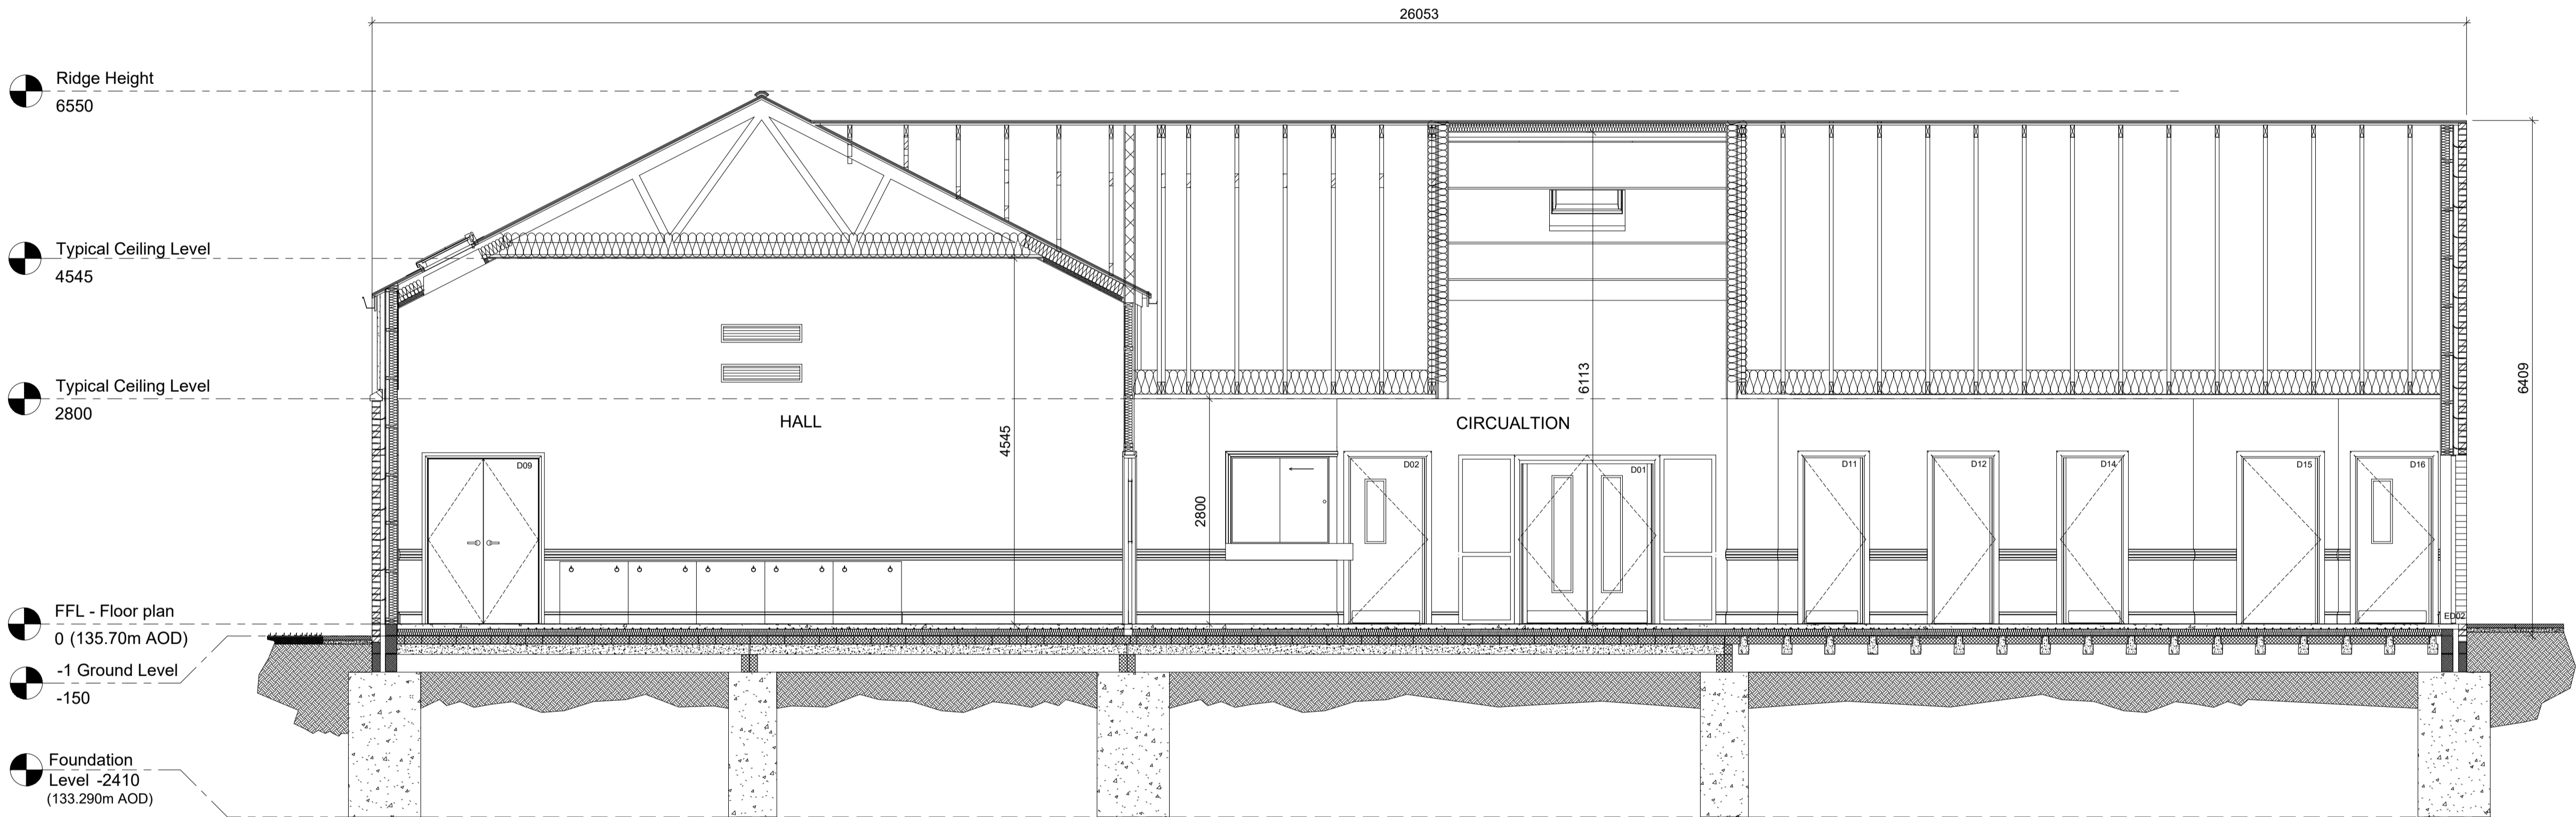 26053
Ridge Height
6550
Typical Ceiling Level
4545
Typical Ceiling Level
2800
HALL
4545
2800
CIRCUALTION
6113
6409
D09
D02
D01
D11
D12
D14
D15
D16
ED02
FFL - Floor plan
0 (135.70m AOD)
-1 Ground Level
-150
Foundation
Level -2410
(133.290m AOD)